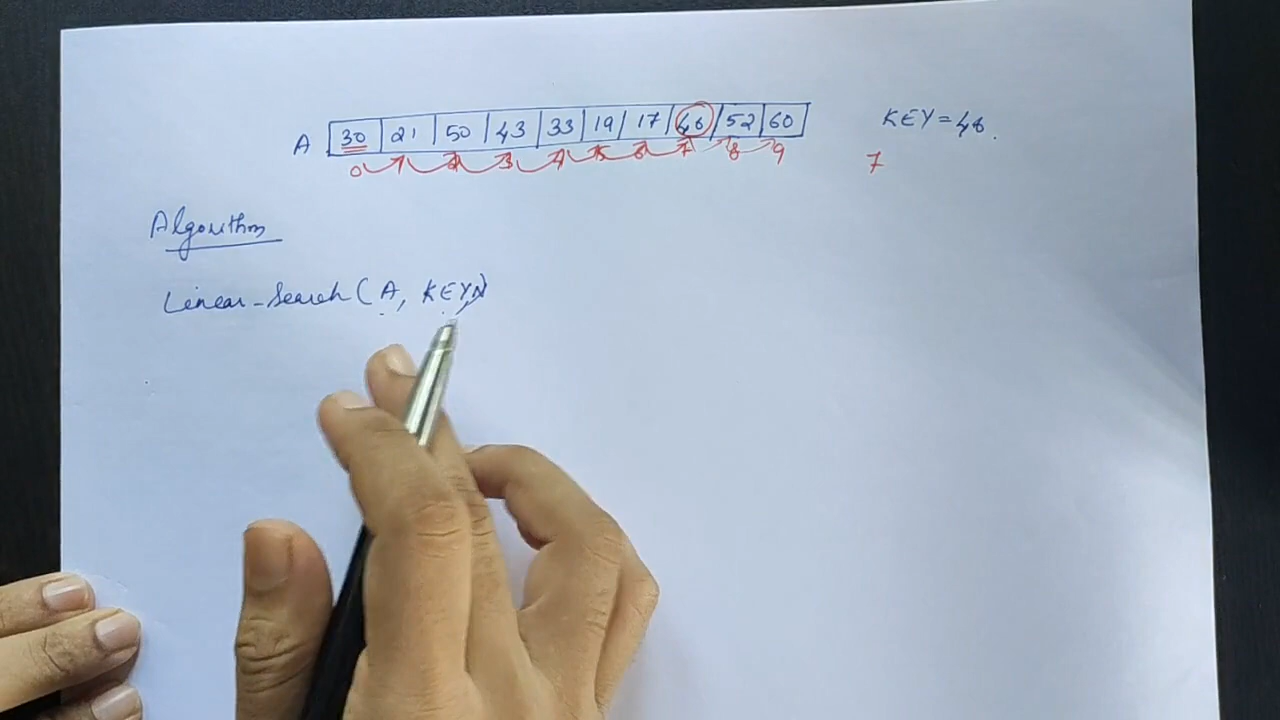 A 30 21 50 43 33 19 17 46 52 60 KEY = 46.
0 1 2 3 4 5 6 7 8 9 7
Algorithm
Linear-Search (A, KEY)